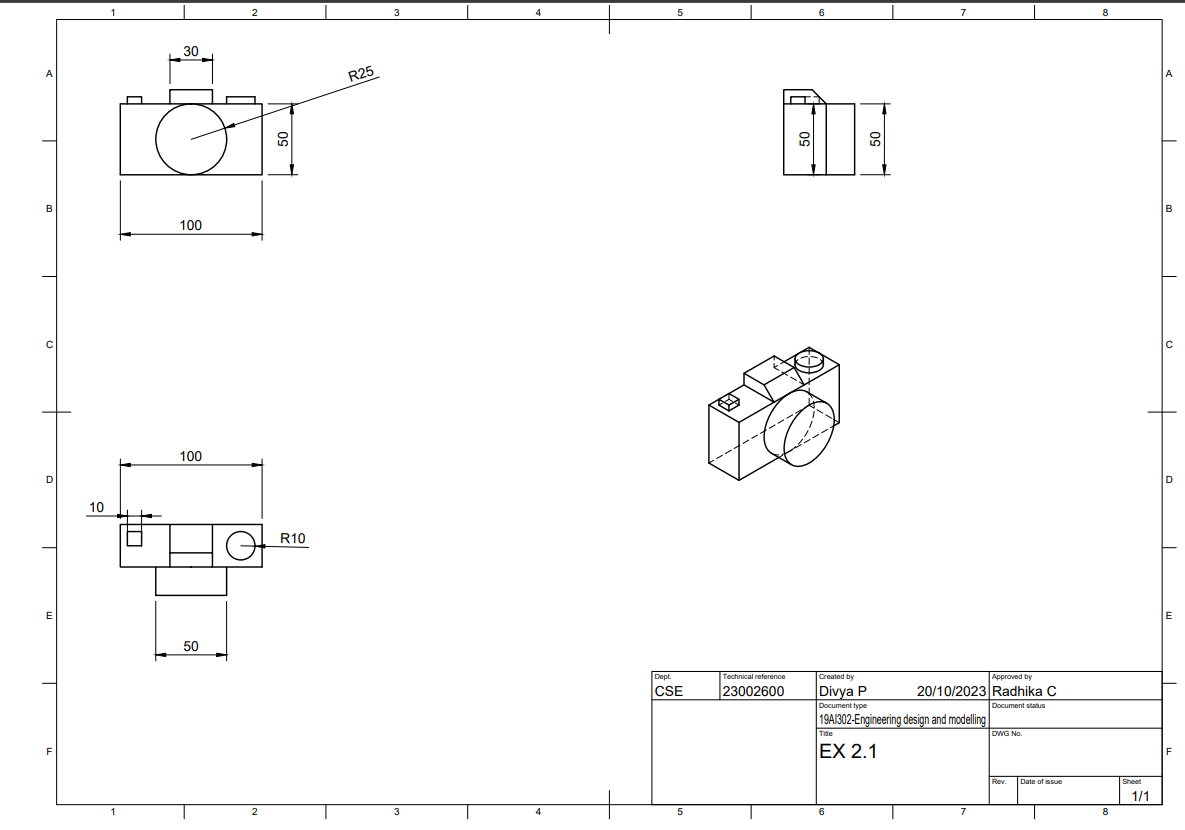 1 2 3 4 5 6 7 8
A A
30
R25
50
50 50
B B
100
C C
100
D D
10
R10
E E
50
Dept. Technical reference Created by Approved by
CSE 23002600 Divya P 20/10/2023 Radhika C
Document type Document status
19AI302-Engineering design and modelling
Title DWG No.
EX 2.1
F F
Rev. Date of issue Sheet
1/1
1 2 3 4 5 6 7 8